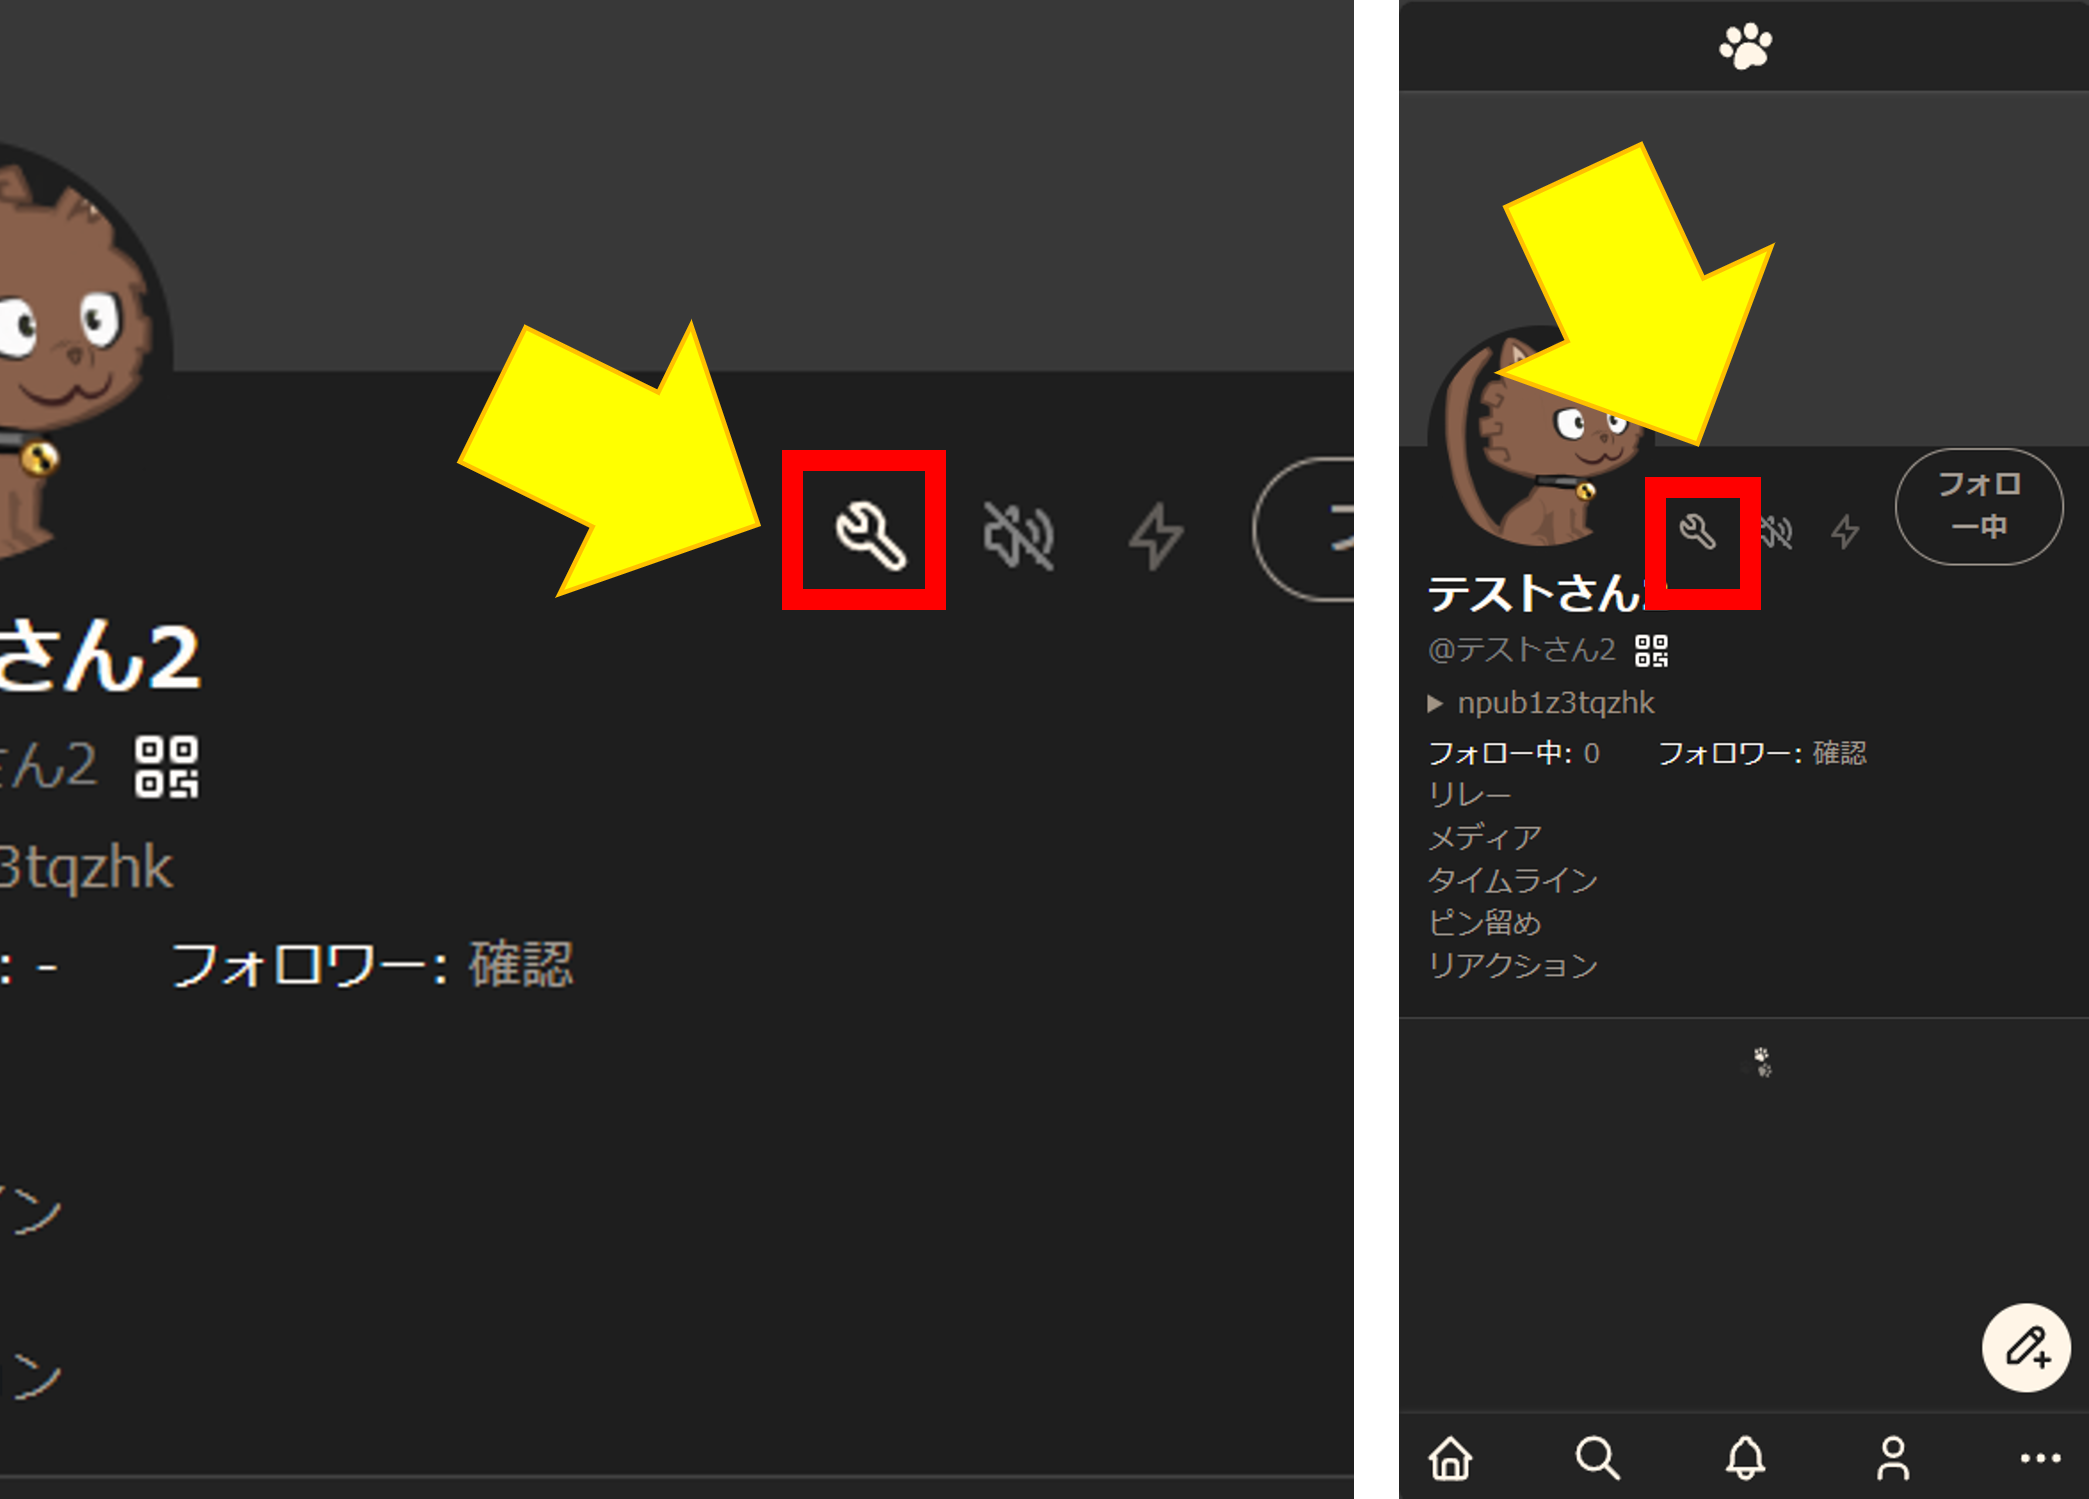 さん2
ん2
3tqzhk
: -
フォロワー: 確認
ン
ン
フォロ
ー中
テストさん
@テストさん2
▶ npub1z3tqzhk
フォロー中: 0
フォロワー: 確認
リレー
メディア
タイムライン
ピン留め
リアクション